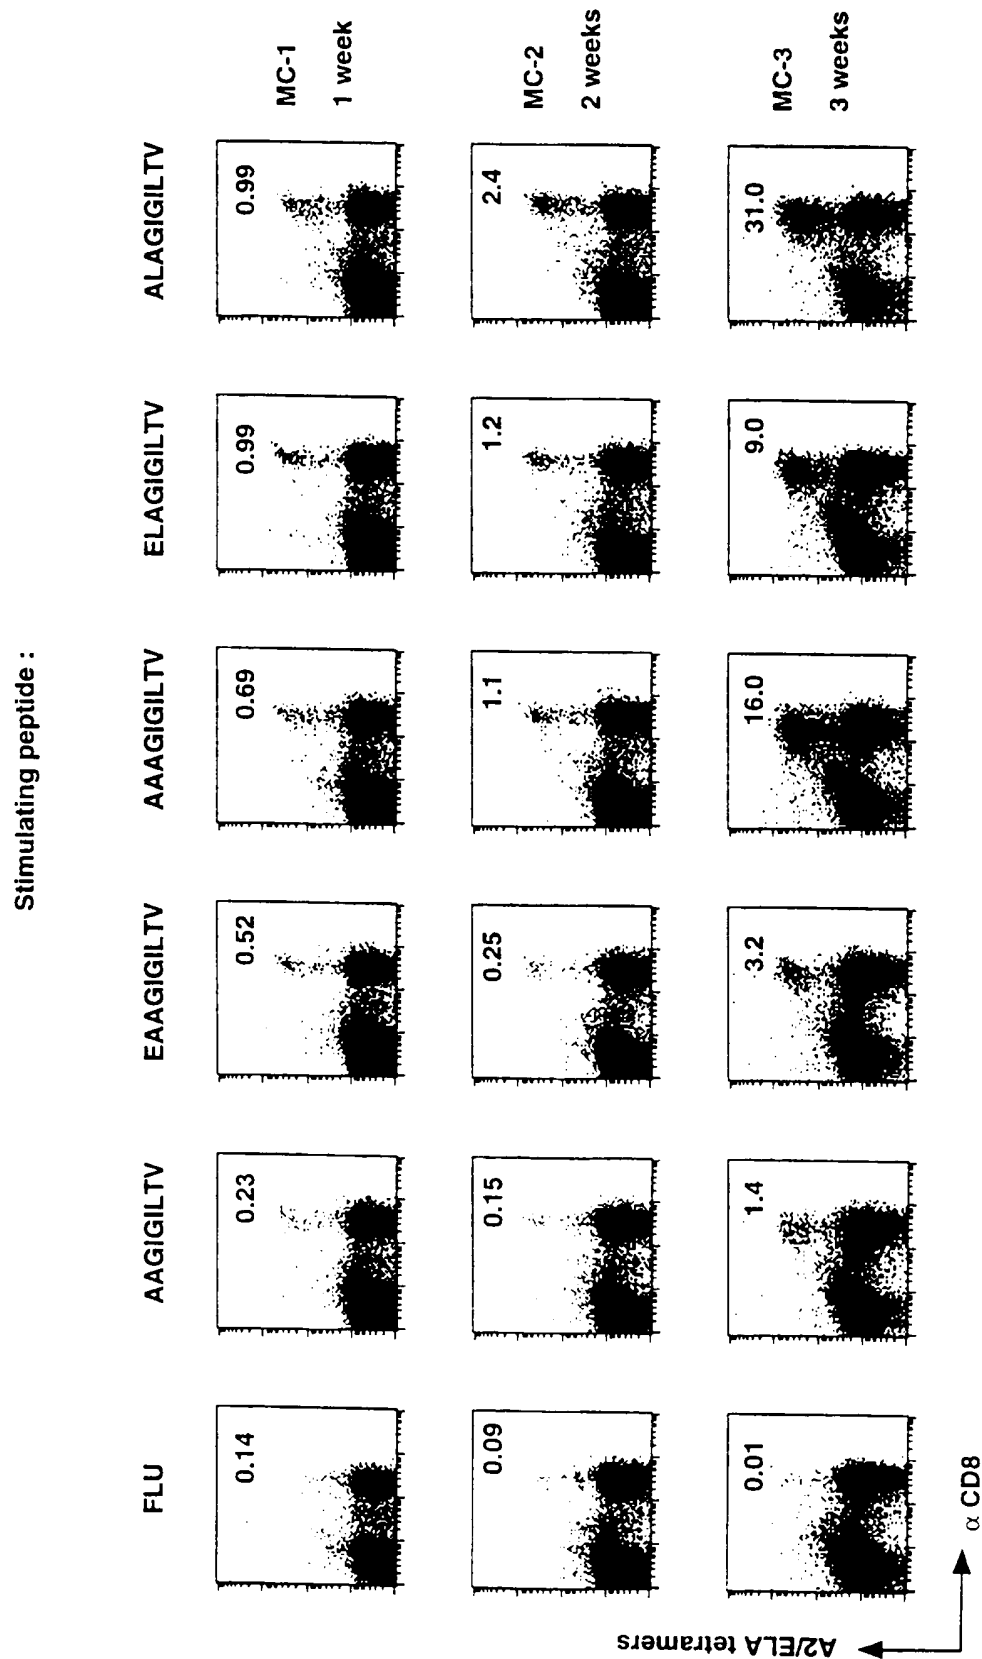 Stimulating peptide :
FLU
AAGIGILTV
EAAGIGILTV
AAAGIGILTV
ELAGIGILTV
ALAGIGILTV
0.14
0.23
0.52
0.69
0.99
0.99
MC-1
1 week
0.09
0.15
0.25
1.1
1.2
2.4
MC-2
2 weeks
0.01
1.4
3.2
16.0
9.0
31.0
MC-3
3 weeks
A2/ELA tetramers
α CD8